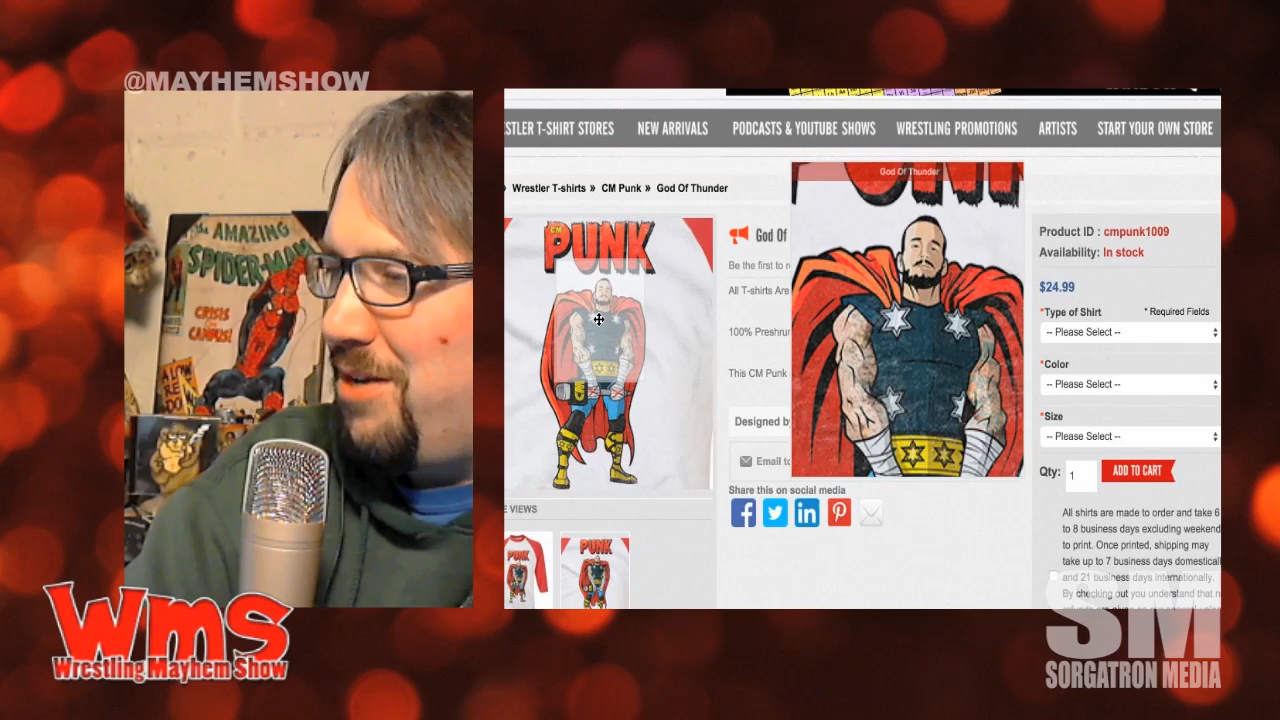 @MAYHEMSHOW
the AMAZING
SPIDER-MAN
CRISIS
ON
CAMPUS!
WMS
Wrestling Mayhem Show
STLER T-SHIRT STORES NEW ARRIVALS PODCASTS & YOUTUBE SHOWS WRESTLING PROMOTIONS ARTISTS START YOUR OWN STORE
Wrestler T-shirts » CM Punk » God Of Thunder
CM
PUNK
God Of Thunder
God Of
Be the first to r
All T-shirts Are
100% Preshrun
This CM Punk
Designed by
Email to
Share this on social media
VIEWS
PUNK
PUNK
Product ID : cmpunk1009
Availability: In stock
$24.99
*Type of Shirt * Required Fields
-- Please Select --
*Color
-- Please Select --
*Size
-- Please Select --
Qty: 1 ADD TO CART
All shirts are made to order and take 6
to 8 business days excluding weekend
to print. Once printed, shipping may
take up to 7 business days domesticall
and 21 business days internationally.
By checking out you understand that n
SM
SORGATRON MEDIA